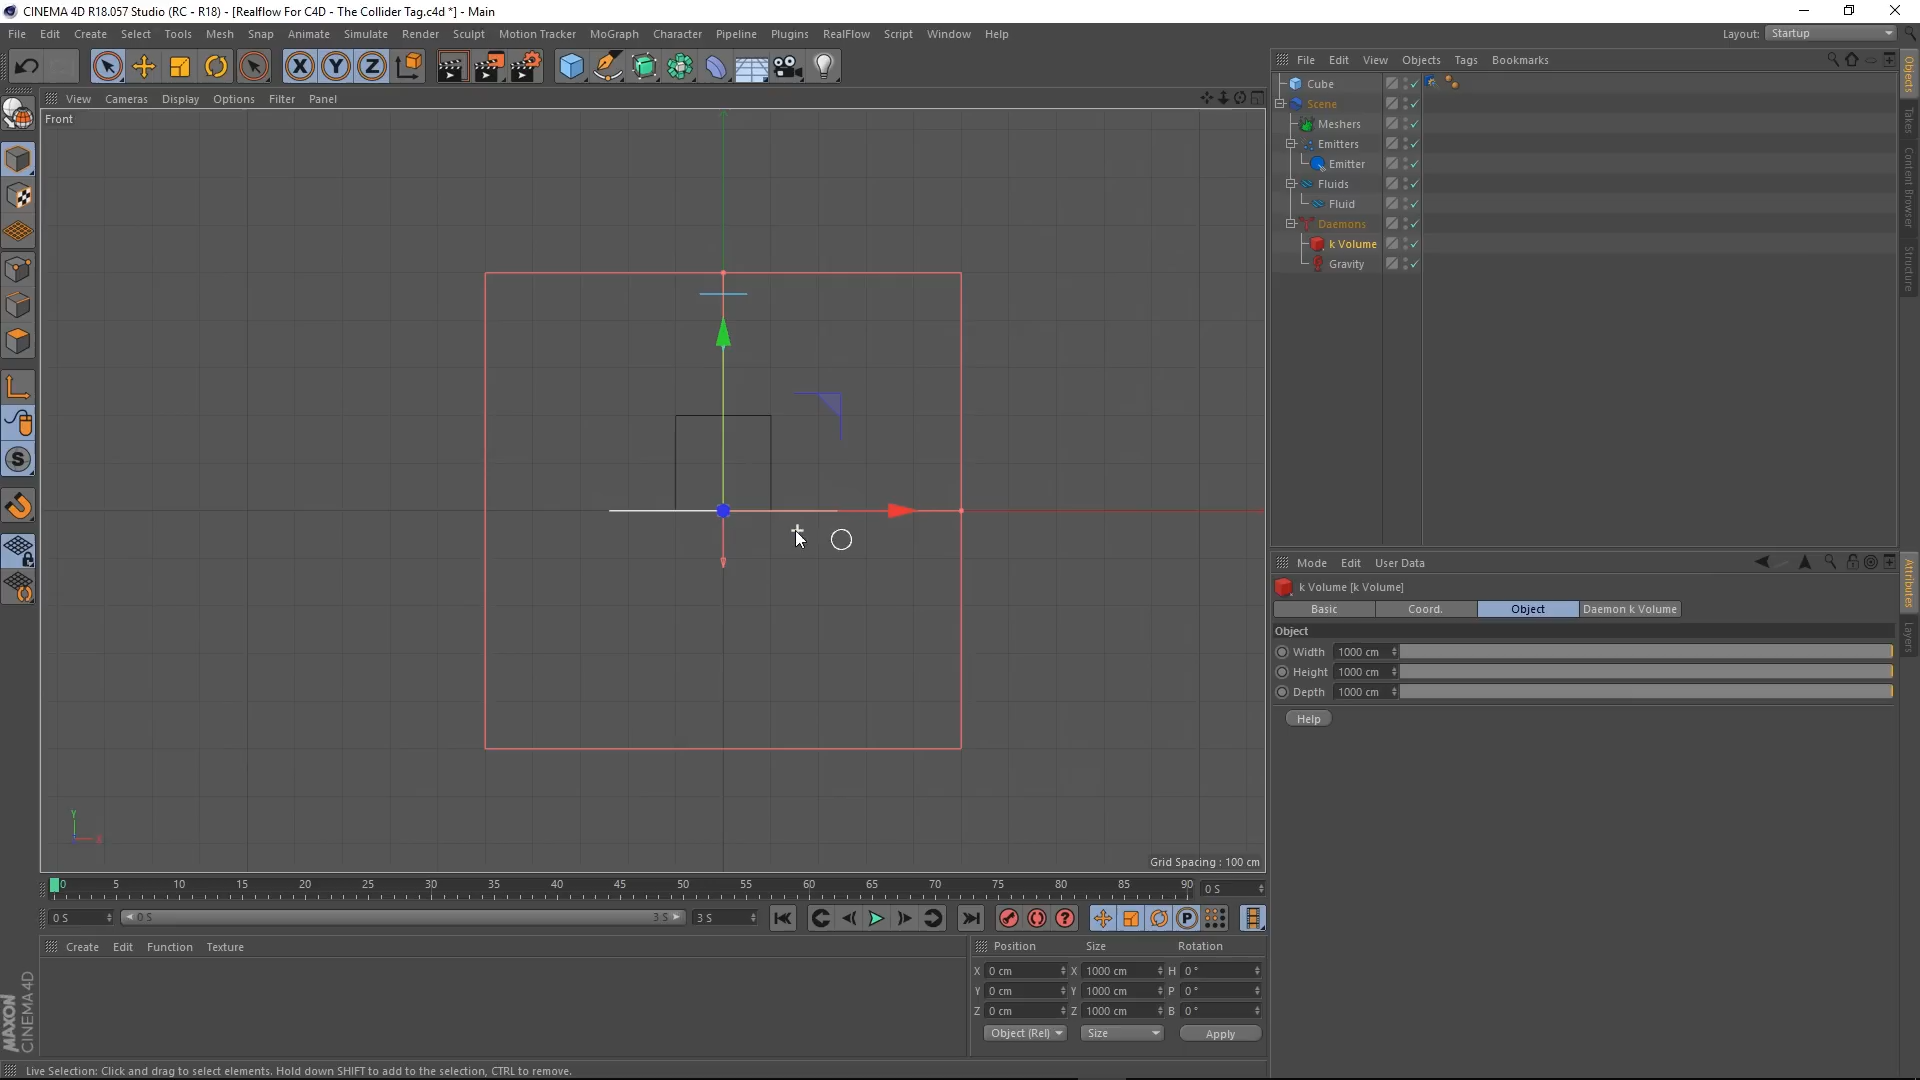 CINEMA 4D R18.057 Studio (RC - R18) - [Realflow For C4D - The Collider Tag.c4d *] - Main
File Edit Create Select Tools Mesh Snap Animate Simulate Render Sculpt Motion Tracker MoGraph Character Pipeline Plugins RealFlow Script Window Help
Layout: Startup
X Y Z
File Edit View Objects Tags Bookmarks
View Cameras Display Options Filter Panel
Front
Cube
Scene
Meshers
Emitters
Emitter
Fluids
Fluid
Daemons
k Volume
Gravity
Objects
Takes
Content Browser
Structure
S
Mode Edit User Data
k Volume [k Volume]
Basic Coord. Object Daemon k Volume
Object
Width 1000 cm
Height 1000 cm
Depth 1000 cm
Help
Attributes
Layers
Y
Grid Spacing : 100 cm
0 5 10 15 20 25 30 35 40 45 50 55 60 65 70 75 80 85 90 0 S
0 S 0 S 3 S 3 S
P
Create Edit Function Texture
Position Size Rotation
X 0 cm X 1000 cm H 0 °
Y 0 cm Y 1000 cm P 0 °
Z 0 cm Z 1000 cm B 0 °
Object (Rel) Size Apply
MAXON
CINEMA 4D
Live Selection: Click and drag to select elements. Hold down SHIFT to add to the selection, CTRL to remove.